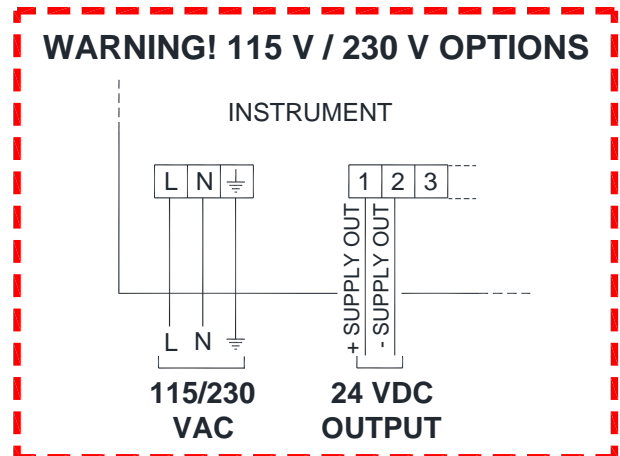 WARNING! 115 V / 230 V OPTIONS
INSTRUMENT
L N
1 2 3
+ SUPPLY OUT
- SUPPLY OUT
L N
115/230
VAC
24 VDC
OUTPUT